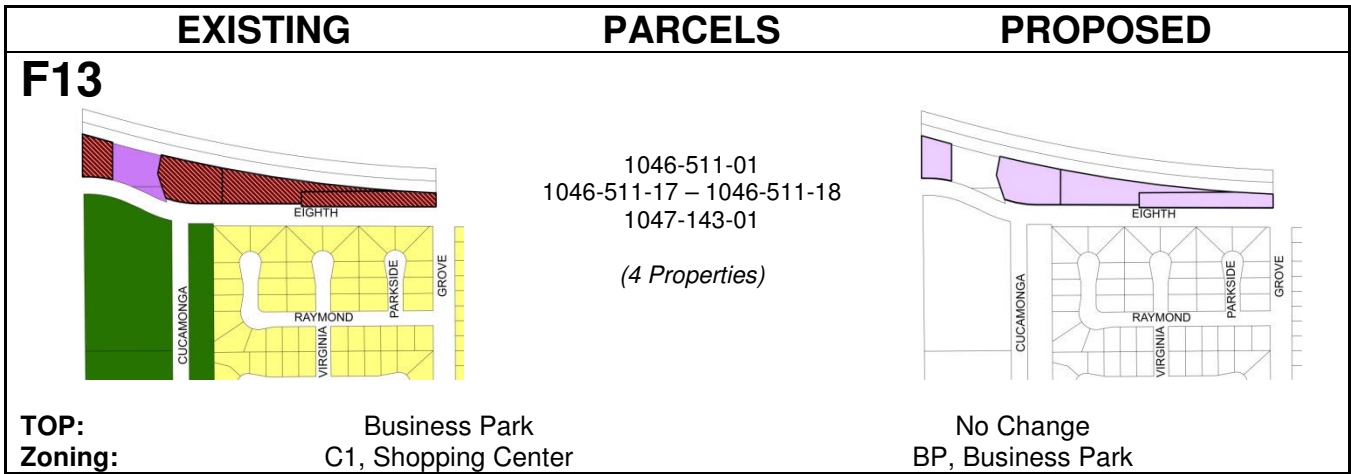 EXISTING PARCELS PROPOSED
F13
EIGHTH
CUCAMONGA
RAYMOND
VIRGINIA
PARKSIDE
GROVE
1046-511-01
1046-511-17 – 1046-511-18
1047-143-01
(4 Properties)
EIGHTH
CUCAMONGA
RAYMOND
VIRGINIA
PARKSIDE
GROVE
TOP: Business Park No Change
Zoning: C1, Shopping Center BP, Business Park